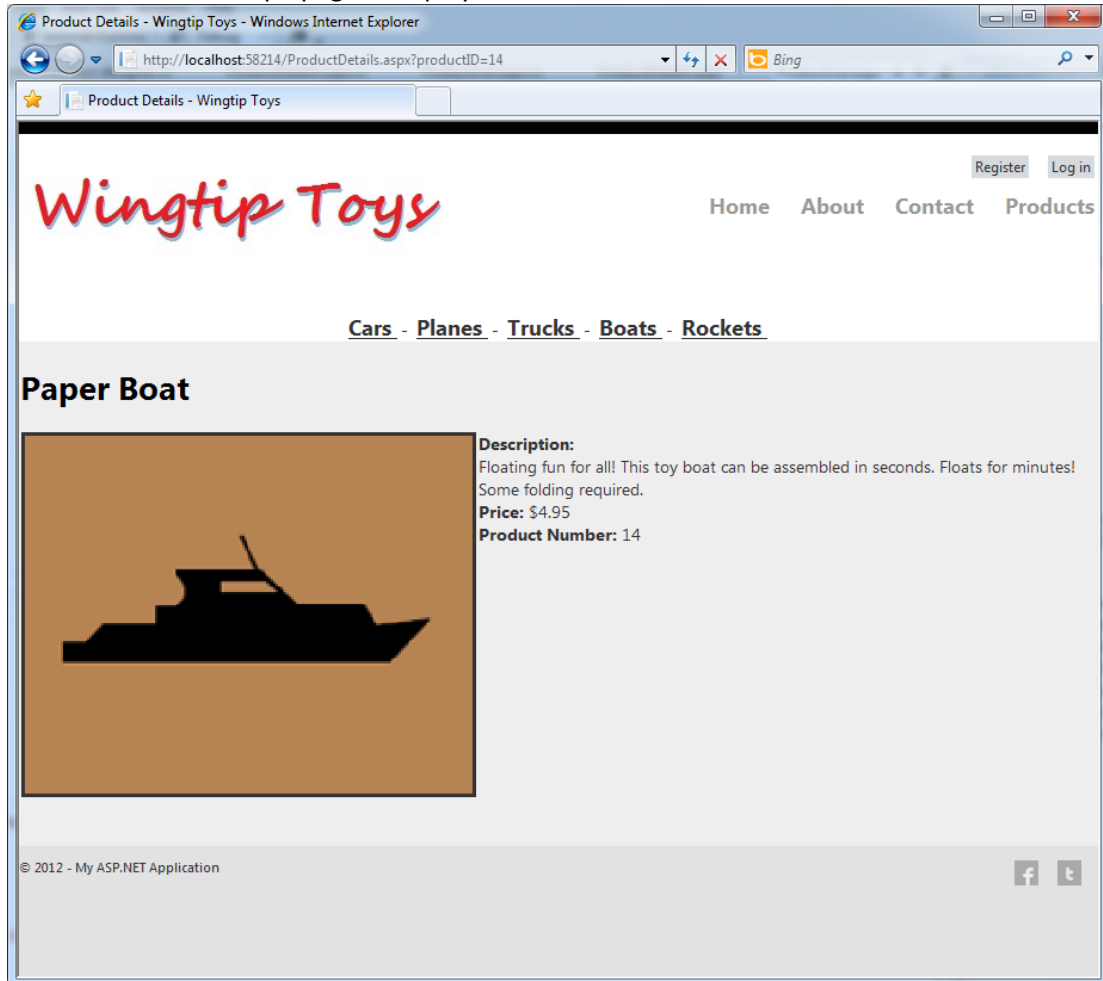 Product Details - Wingtip Toys - Windows Internet Explorer
http://localhost:58214/ProductDetails.aspx?productID=14
Bing
Product Details - Wingtip Toys
Register Log in
Wingtip Toys
Home About Contact Products
Cars - Planes - Trucks - Boats - Rockets
Paper Boat
Description:
Floating fun for all! This toy boat can be assembled in seconds. Floats for minutes!
Some folding required.
Price: $4.95
Product Number: 14
© 2012 - My ASP.NET Application